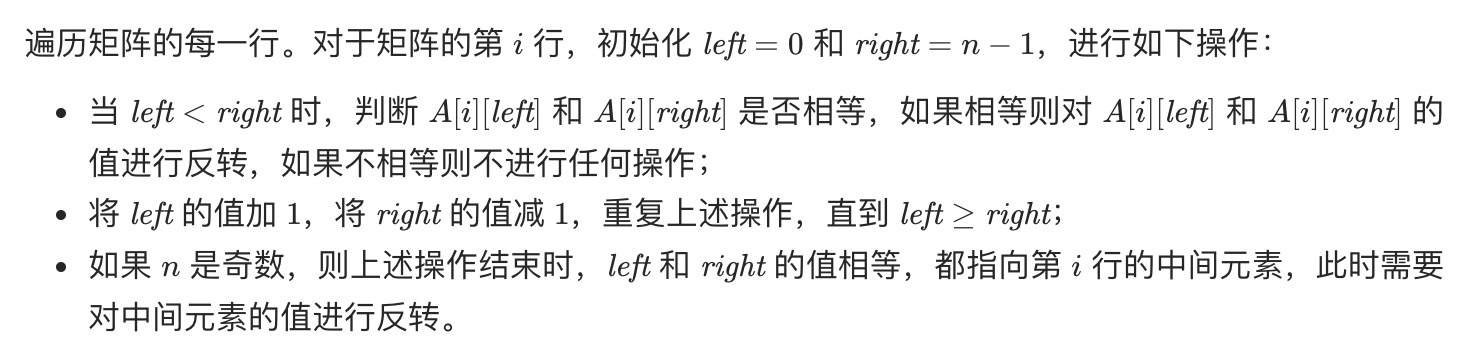 遍历矩阵的每一行。对于矩阵的第 i 行，初始化 left = 0 和 right = n − 1，进行如下操作：
• 当 left < right 时，判断 A[i][left] 和 A[i][right] 是否相等，如果相等则对 A[i][left] 和 A[i][right] 的
值进行反转，如果不相等则不进行任何操作；
• 将 left 的值加 1，将 right 的值减 1，重复上述操作，直到 left ≥ right；
• 如果 n 是奇数，则上述操作结束时，left 和 right 的值相等，都指向第 i 行的中间元素，此时需要
对中间元素的值进行反转。